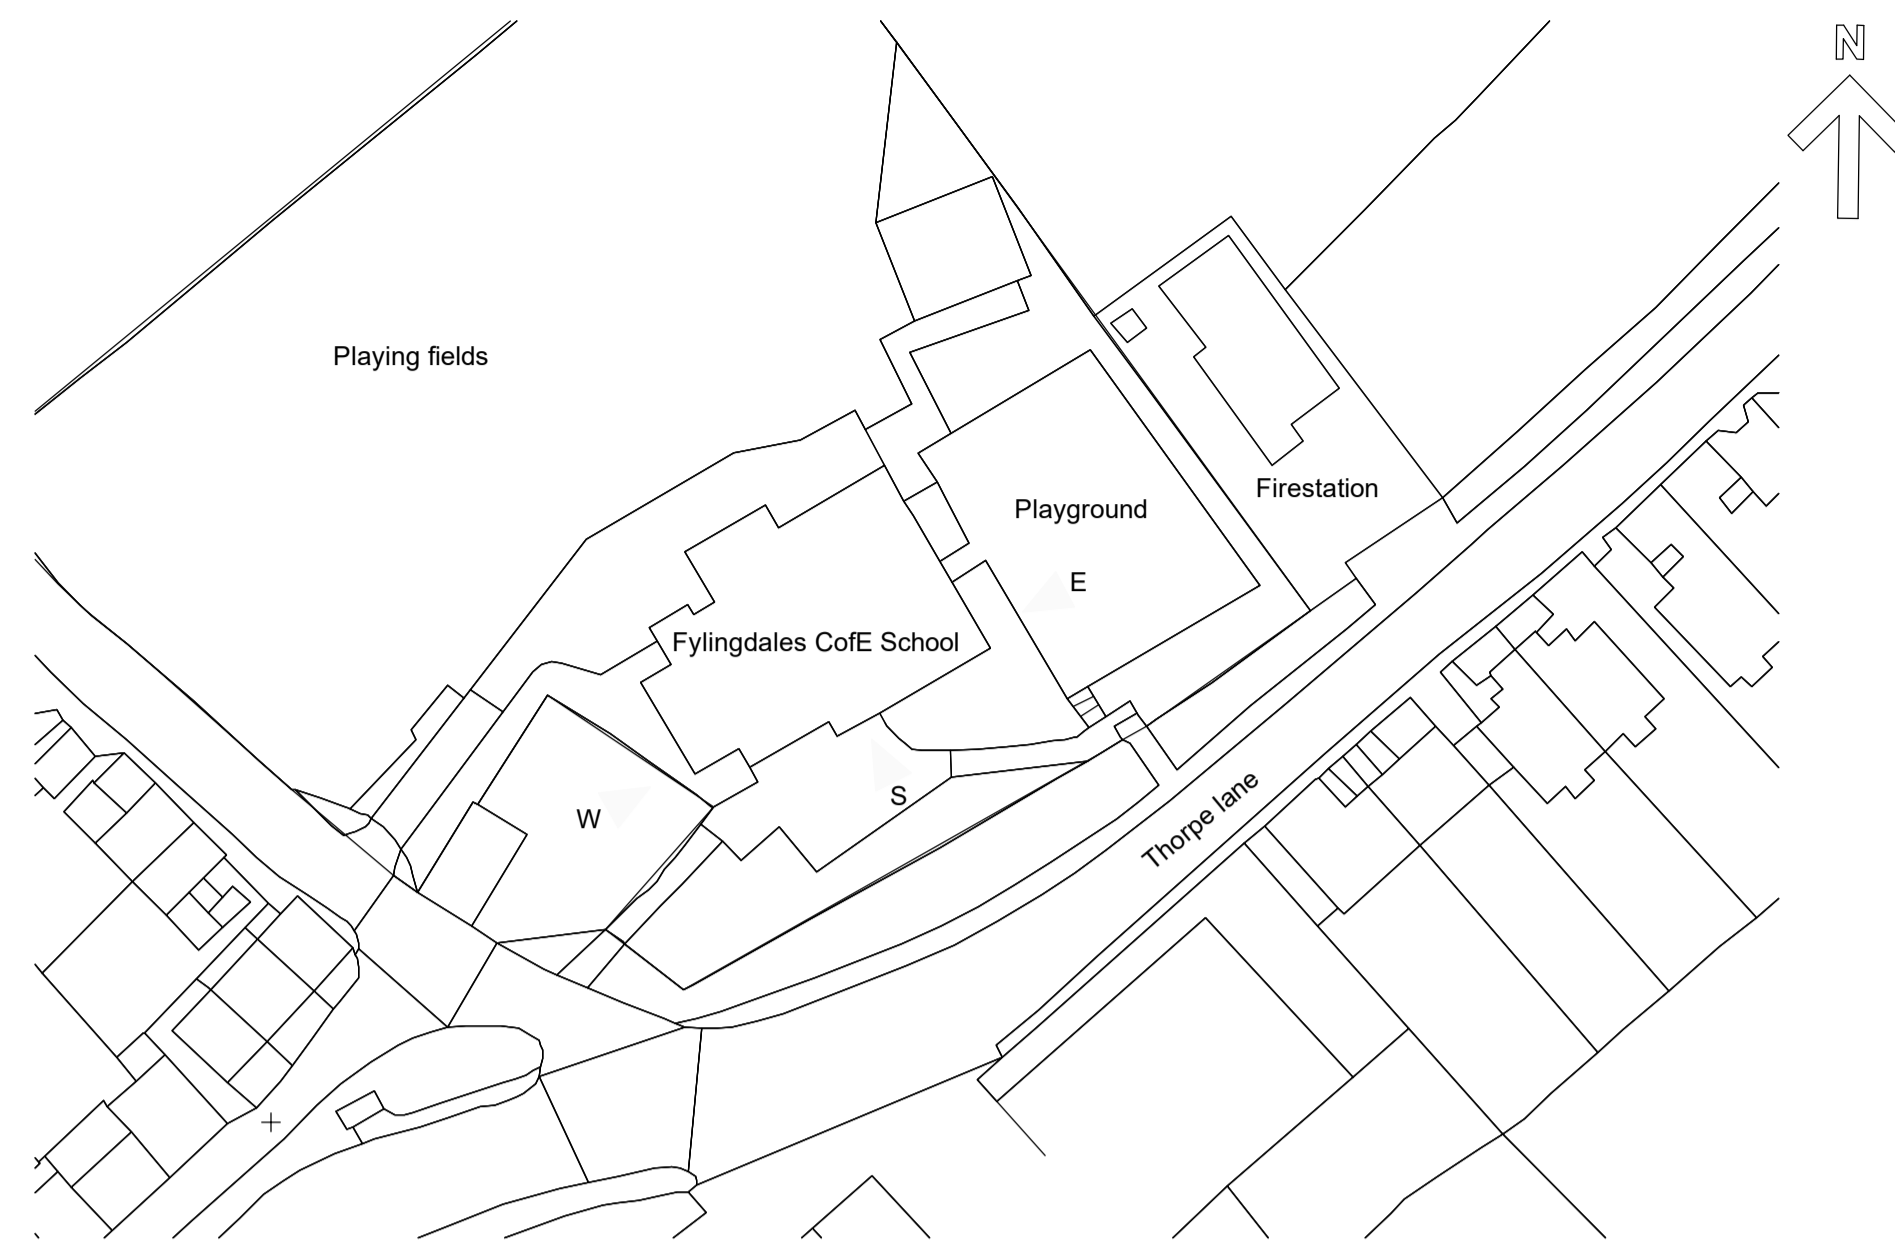 N
Playing fields
Firestation
Playground
E
Fylingdales CofE School
S
W
Thorpe lane